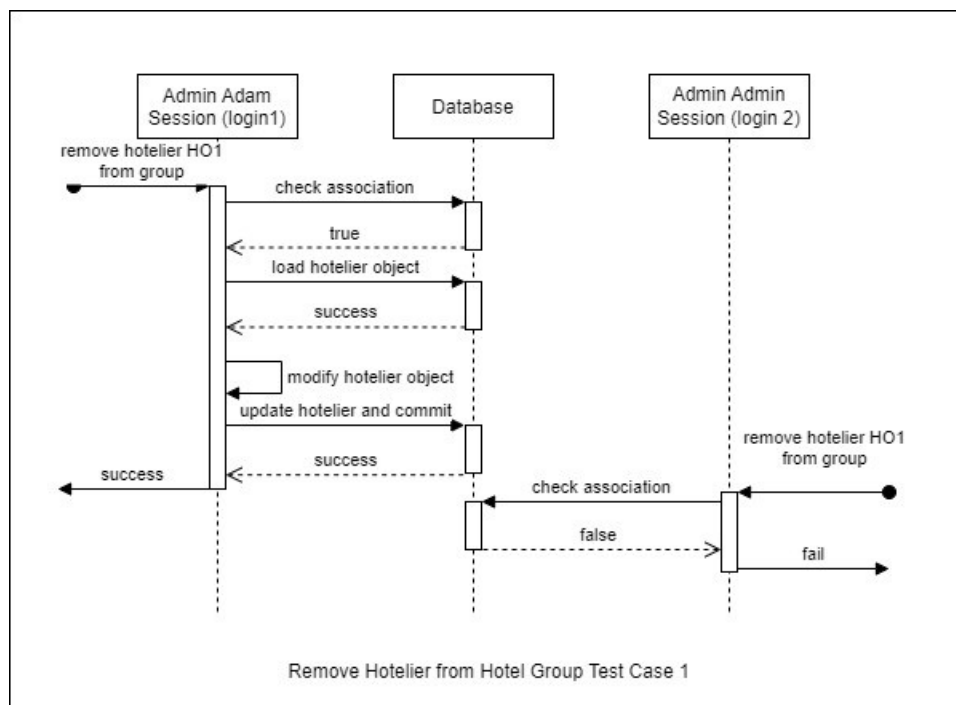 Admin Adam
Session (login1)
Database
Admin Admin
Session (login 2)
remove hotelier HO1
from group
check association
true
load hotelier object
success
modify hotelier object
update hotelier and commit
success
success
remove hotelier HO1
from group
check association
false
fail
Remove Hotelier from Hotel Group Test Case 1